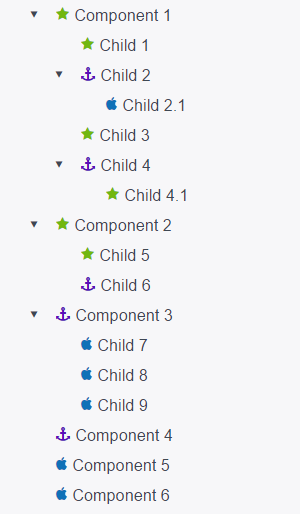 Component 1
Child 1
Child 2
Child 2.1
Child 3
Child 4
Child 4.1
Component 2
Child 5
Child 6
Component 3
Child 7
Child 8
Child 9
Component 4
Component 5
Component 6